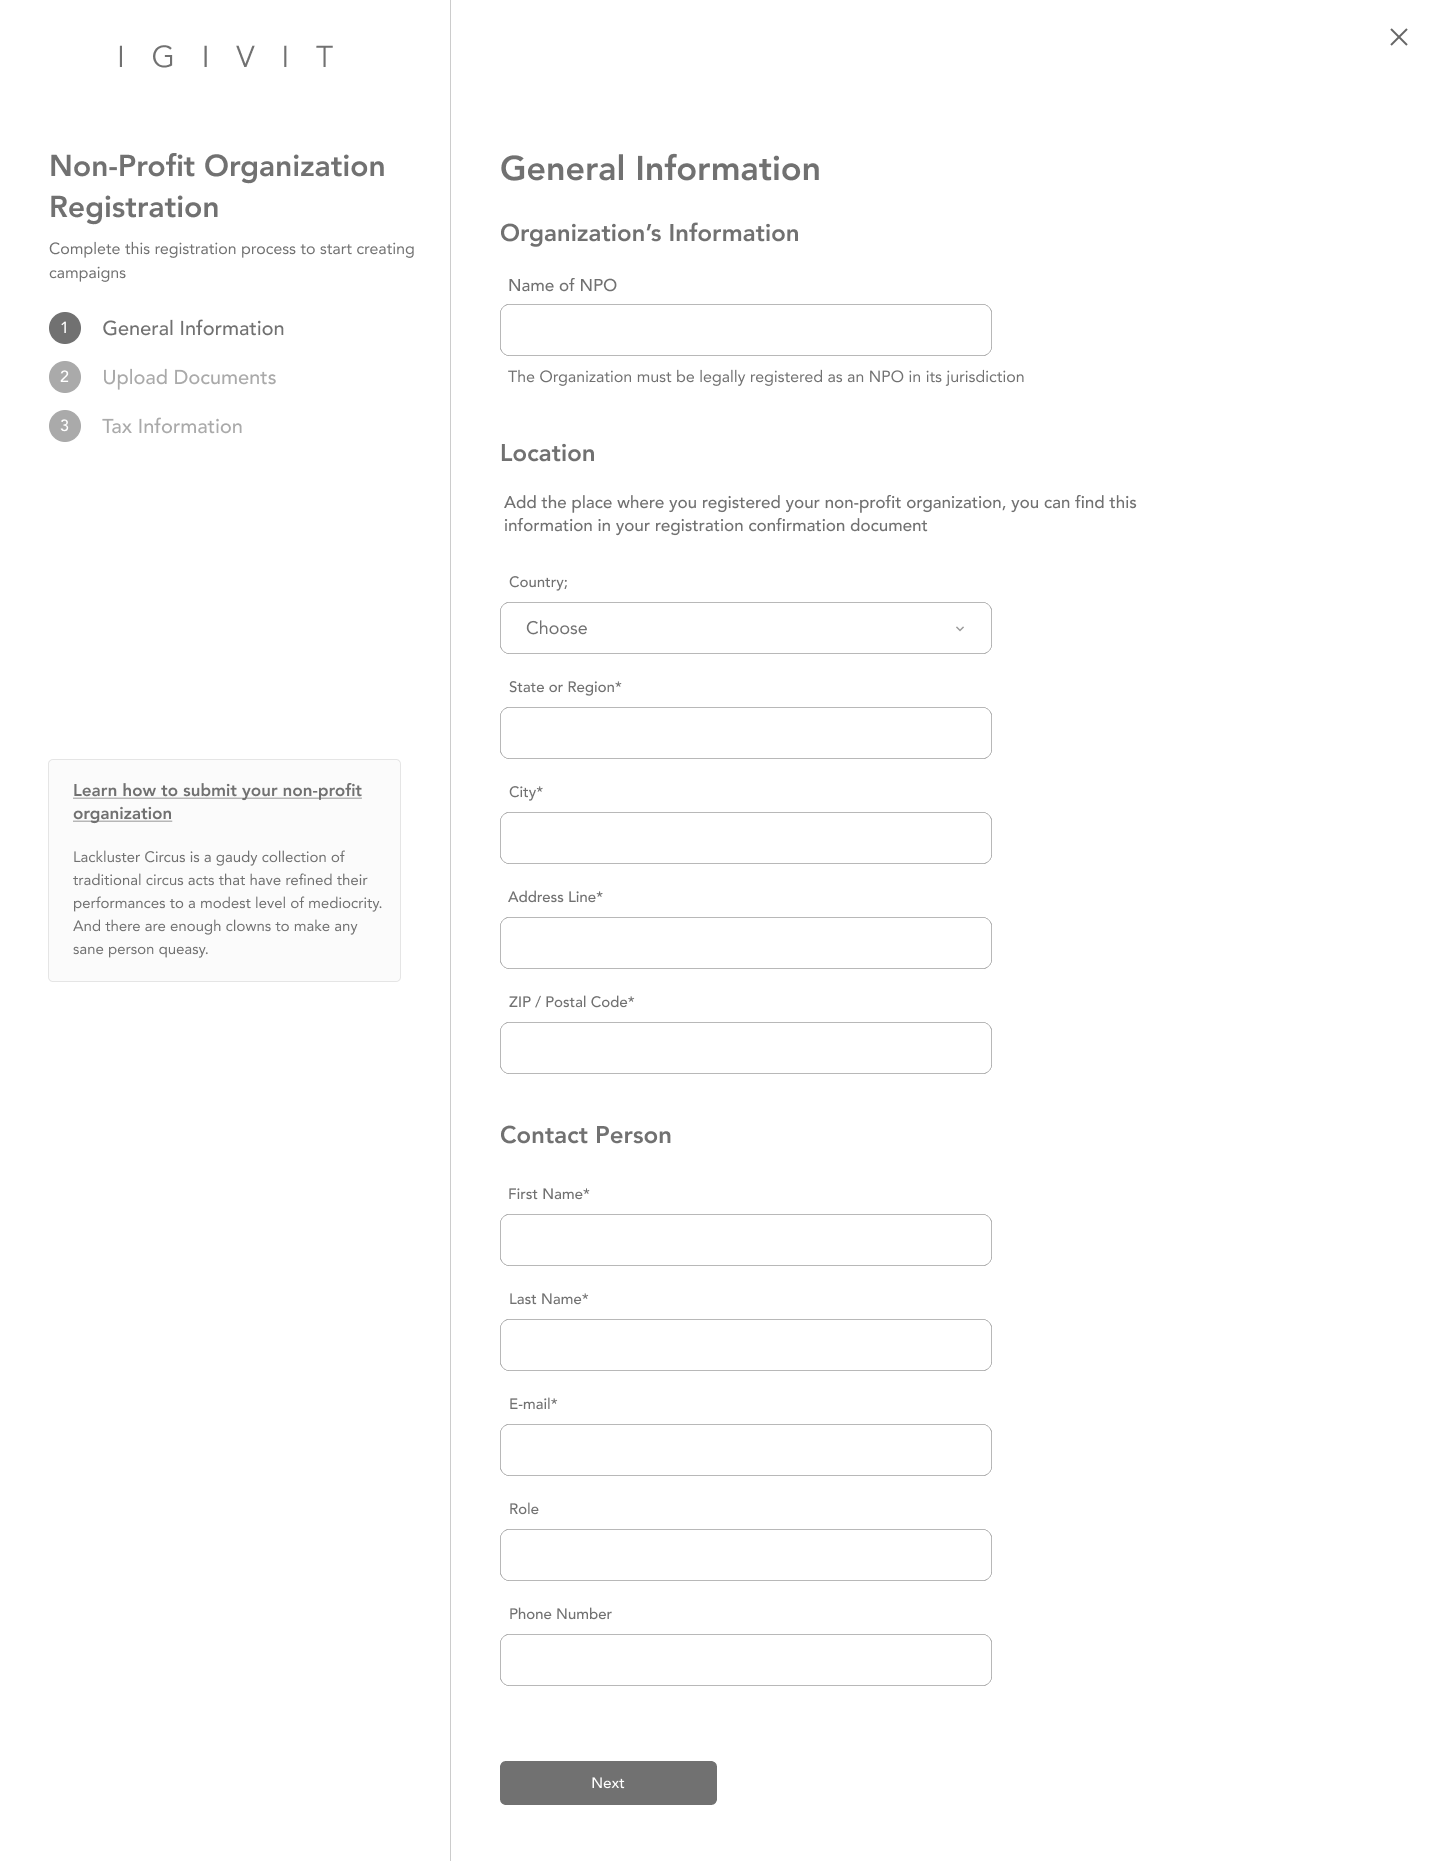 I G I V I T
Non-Profit Organization
Registration
Complete this registration process to start creating
campaigns
1 General Information
2 Upload Documents
3 Tax Information
Learn how to submit your non-profit
organization
Lackluster Circus is a gaudy collection of
traditional circus acts that have refined their
performances to a modest level of mediocrity.
And there are enough clowns to make any
sane person queasy.
General Information
Organization’s Information
Name of NPO
The Organization must be legally registered as an NPO in its jurisdiction
Location
Add the place where you registered your non-profit organization, you can find this
information in your registration confirmation document
Country;
Choose
State or Region*
City*
Address Line*
ZIP / Postal Code*
Contact Person
First Name*
Last Name*
E-mail*
Role
Phone Number
Next